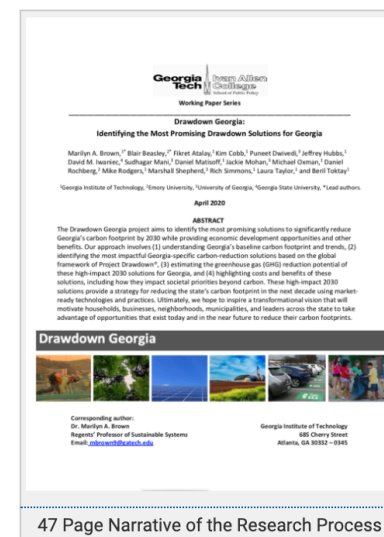 Georgia Tech
Ivan Allen College
School of Public Policy
Working Paper Series
Drawdown Georgia:
Identifying the Most Promising Drawdown Solutions for Georgia
Marilyn A. Brown,¹* Blair Beasley,²* Fikret Atalay,¹ Kim Cobb,¹ Puneet Dwivedi,³ Jeffrey Hubbs,¹
David M. Iwaniec,⁴ Sudhagar Mani,³ Daniel Matisoff,¹ Jackie Mohan,³ Michael Oxman,¹ Daniel
Rochberg,² Mike Rodgers,¹ Marshall Shepherd,³ Rich Simmons,¹ Laura Taylor,¹ and Beril Toktay¹
¹Georgia Institute of Technology, ²Emory University, ³University of Georgia, ⁴Georgia State University, *Lead authors.
April 2020
ABSTRACT
The Drawdown Georgia project aims to identify the most promising solutions to significantly reduce
Georgia's carbon footprint by 2030 while providing economic development opportunities and other
benefits. Our approach involves (1) understanding Georgia's baseline carbon footprint and trends, (2)
identifying the most impactful Georgia-specific carbon-reduction solutions based on the global
framework of Project Drawdown®, (3) estimating the greenhouse gas (GHG) reduction potential of
these high-impact 2030 solutions for Georgia, and (4) highlighting costs and benefits of these
solutions, including how they impact societal priorities beyond carbon. These high-impact 2030
solutions provide a strategy for reducing the state's carbon footprint in the next decade using market-
ready technologies and practices. Ultimately, we hope to inspire a transformational vision that will
motivate households, businesses, neighborhoods, municipalities, and leaders across the state to take
advantage of opportunities that exist today and in the near future to reduce their carbon footprints.
Drawdown Georgia
Corresponding author:
Dr. Marilyn A. Brown
Regents' Professor of Sustainable Systems
Email: mbrown9@gatech.edu
Georgia Institute of Technology
685 Cherry Street
Atlanta, GA 30332 – 0345
47 Page Narrative of the Research Process